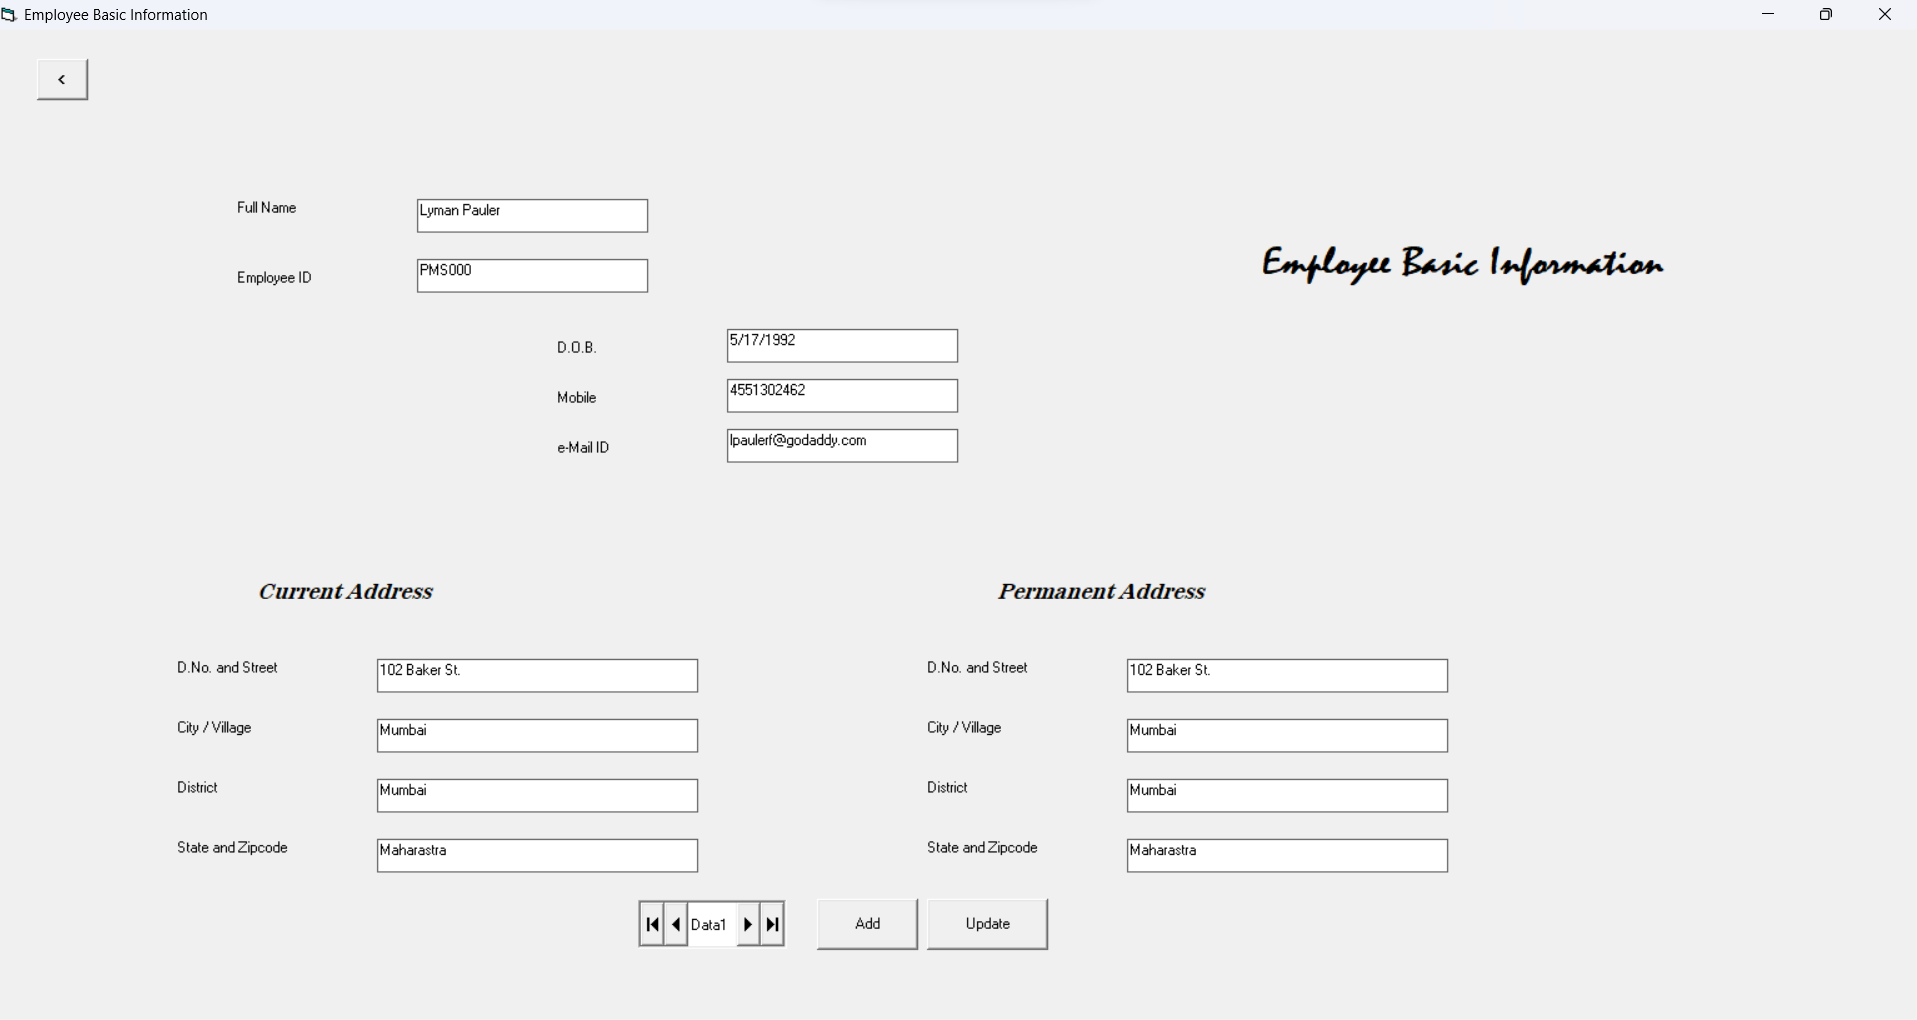 Employee Basic Information
<
Full Name
Lyman Pauler
Employee ID
PMS000
Employee Basic Information
D.O.B.
5/17/1992
Mobile
4551302462
e-Mail ID
lpaulerf@godaddy.com
Current Address
Permanent Address
D.No. and Street
102 Baker St.
D.No. and Street
102 Baker St.
City / Village
Mumbai
City / Village
Mumbai
District
Mumbai
District
Mumbai
State and Zipcode
Maharastra
State and Zipcode
Maharastra
Data1
Add
Update